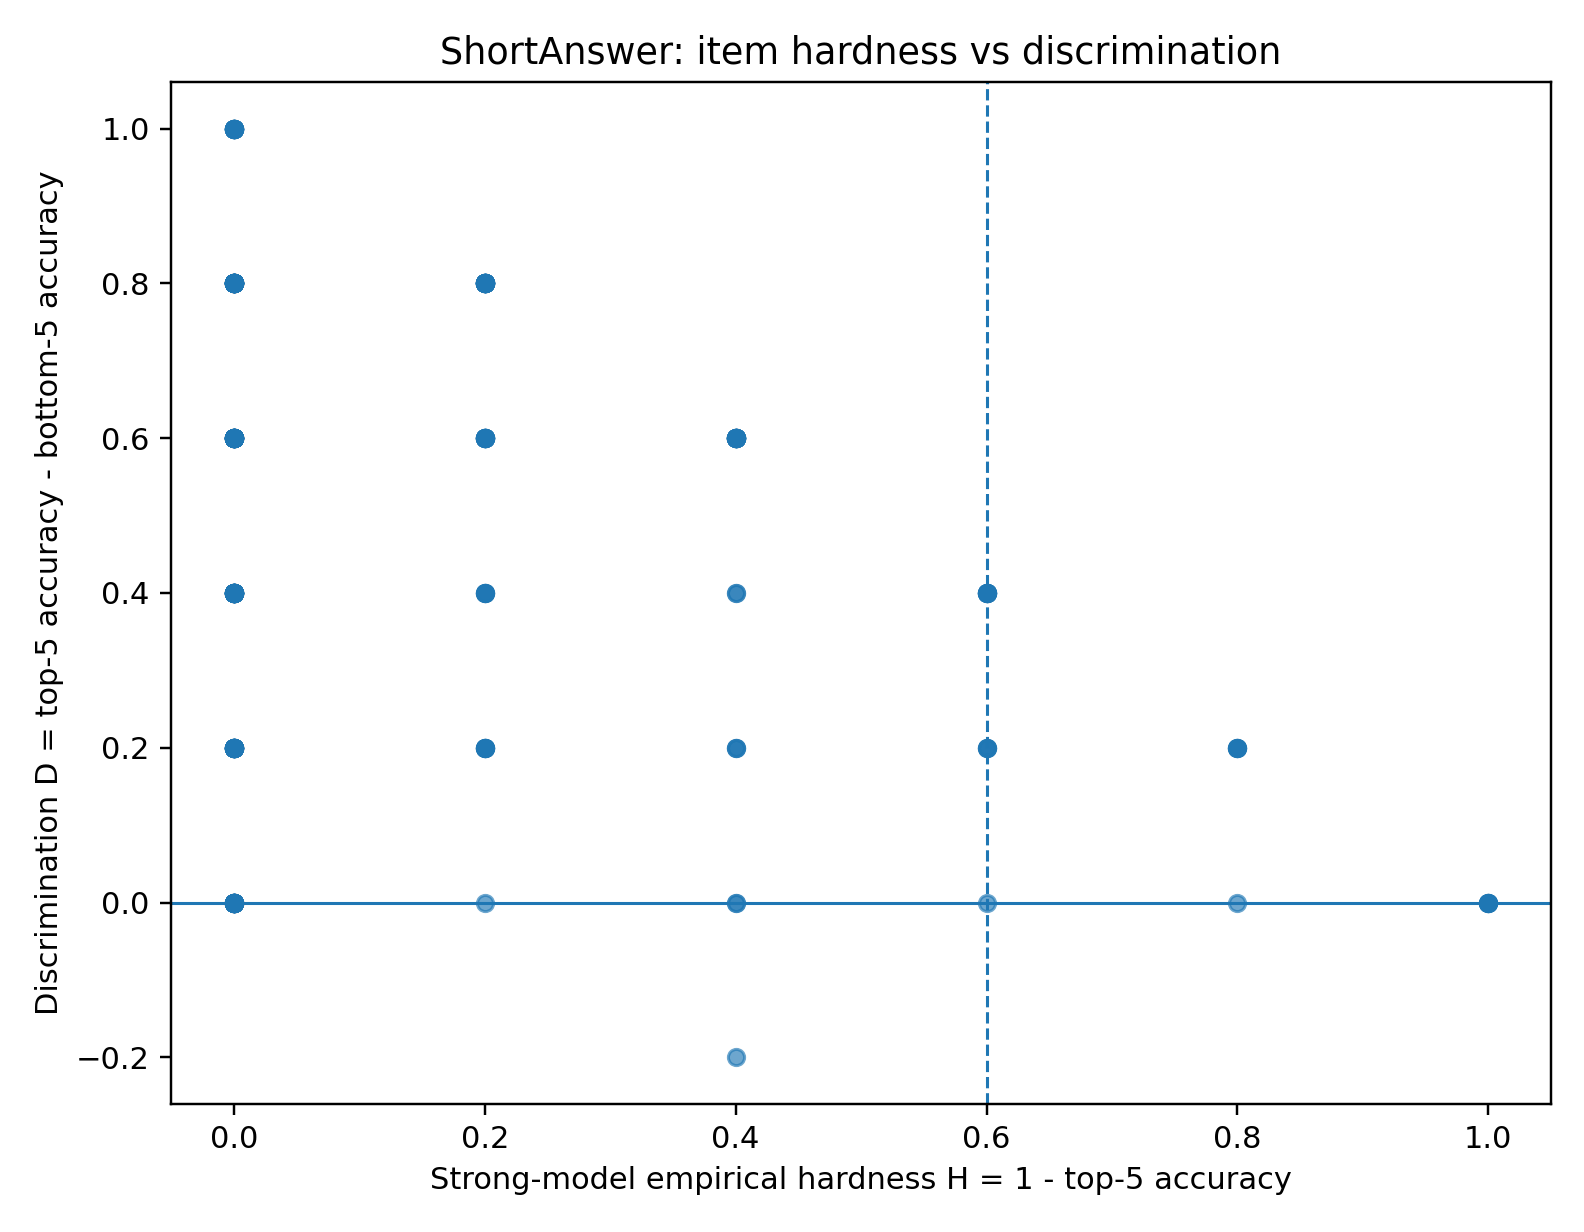 ShortAnswer: item hardness vs discrimination
Discrimination D = top-5 accuracy - bottom-5 accuracy
1.0
0.8
0.6
0.4
0.2
0.0
−0.2
0.0 0.2 0.4 0.6 0.8 1.0
Strong-model empirical hardness H = 1 - top-5 accuracy